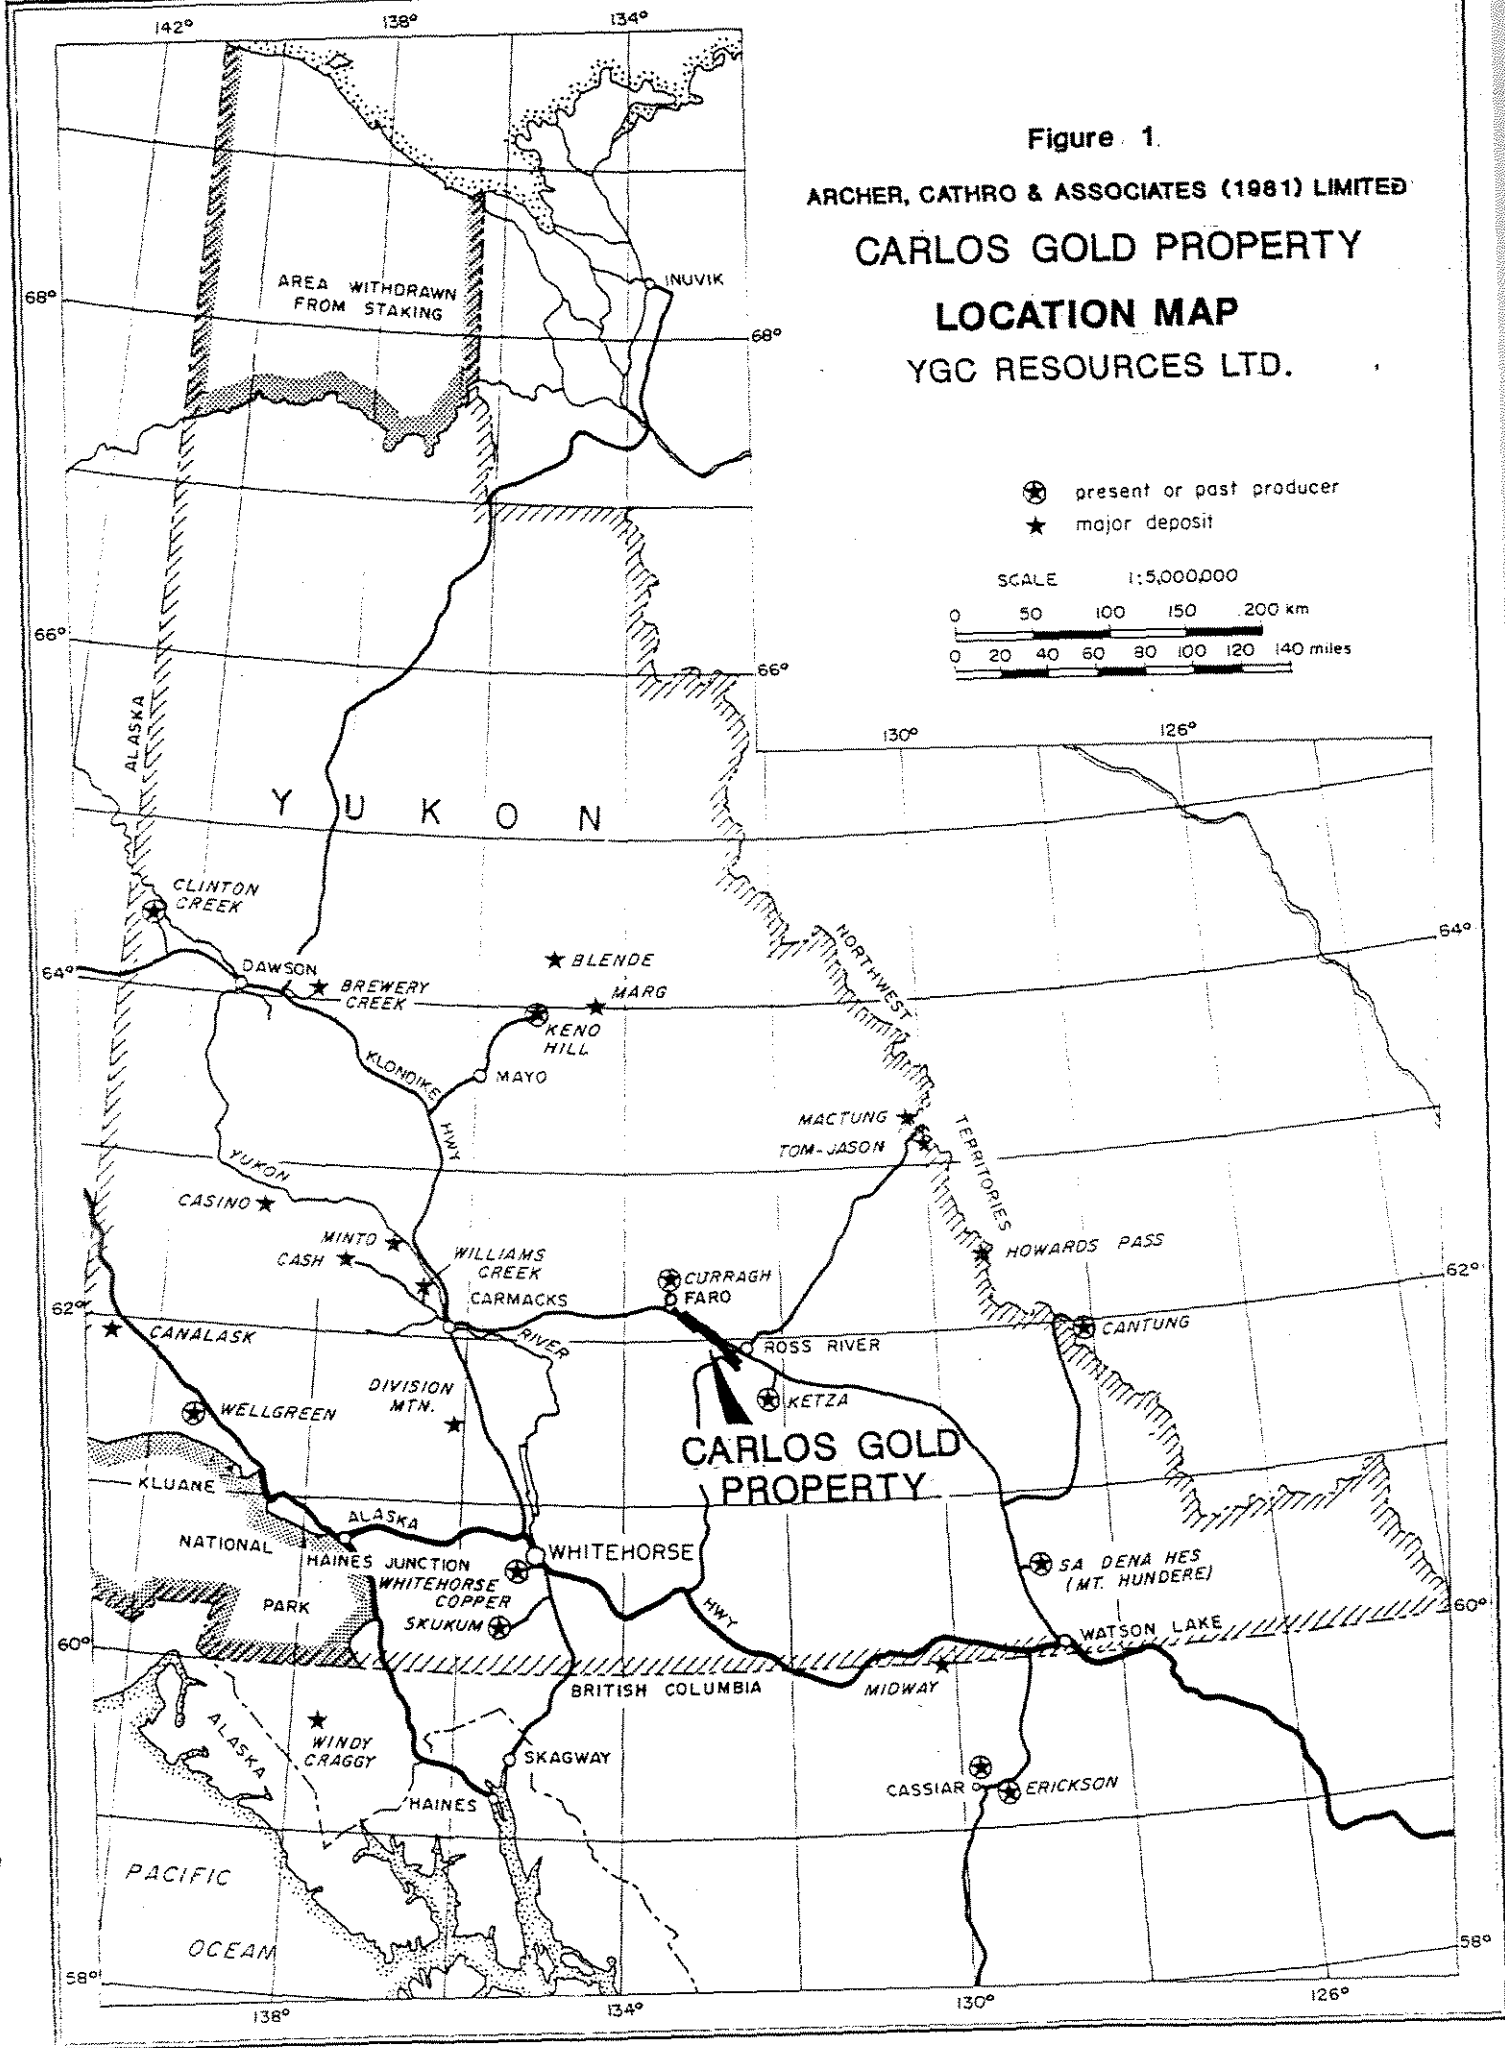 142°
138°
134°
Figure 1.
ARCHER, CATHRO & ASSOCIATES (1981) LIMITED
CARLOS GOLD PROPERTY
LOCATION MAP
YGC RESOURCES LTD.
AREA WITHDRAWN
FROM STAKING
INUVIK
68°
68°
present or past producer
major deposit
SCALE 1:5,000,000
0 50 100 150 200 km
0 20 40 60 80 100 120 140 miles
66°
66°
130°
126°
ALASKA
YUKON
CLINTON
CREEK
NORTHWEST
64°
64°
DAWSON
BREWERY
CREEK
BLENDE
MARG
KENO
HILL
KLONDIKE
MAYO
HWY
MACTUNG
TOM-JASON
TERRITORIES
YUKON
CASINO
MINTO
CASH
WILLIAMS
CREEK
HOWARDS PASS
CURRAGH
FARO
62°
62°
CARMACKS
CANTUNG
CANALASK
RIVER
ROSS RIVER
DIVISION
MTN.
KETZA
WELLGREEN
CARLOS GOLD
PROPERTY
KLUANE
NATIONAL
PARK
ALASKA
HAINES JUNCTION
WHITEHORSE
WHITEHORSE
COPPER
SKUKUM
HWY
SA DENA HES
(MT. HUNDERE)
60°
60°
WATSON LAKE
BRITISH COLUMBIA
MIDWAY
ALASKA
WINDY
CRAGGY
SKAGWAY
HAINES
CASSIAR
ERICKSON
PACIFIC
OCEAN
58°
58°
138°
134°
130°
126°